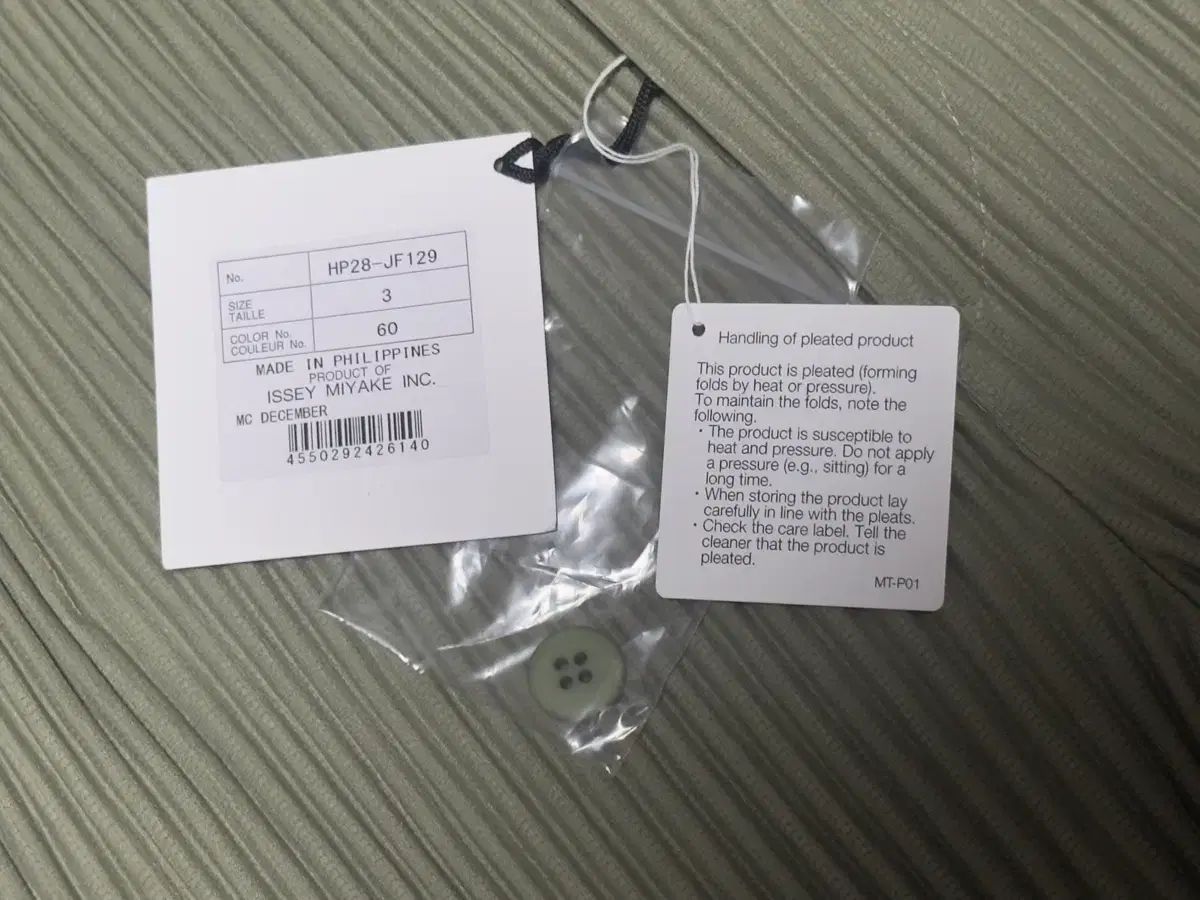 No. HP28-JF129
SIZE
TAILLE 3
COLOR No.
COULEUR No. 60
MADE IN PHILIPPINES
PRODUCT OF
ISSEY MIYAKE INC.
MC DECEMBER
4550292426140
Handling of pleated product
This product is pleated (forming
folds by heat or pressure).
To maintain the folds, note the
following.
・The product is susceptible to
heat and pressure. Do not apply
a pressure (e.g., sitting) for a
long time.
・When storing the product lay
carefully in line with the pleats.
・Check the care label. Tell the
cleaner that the product is
pleated.
MT-P01